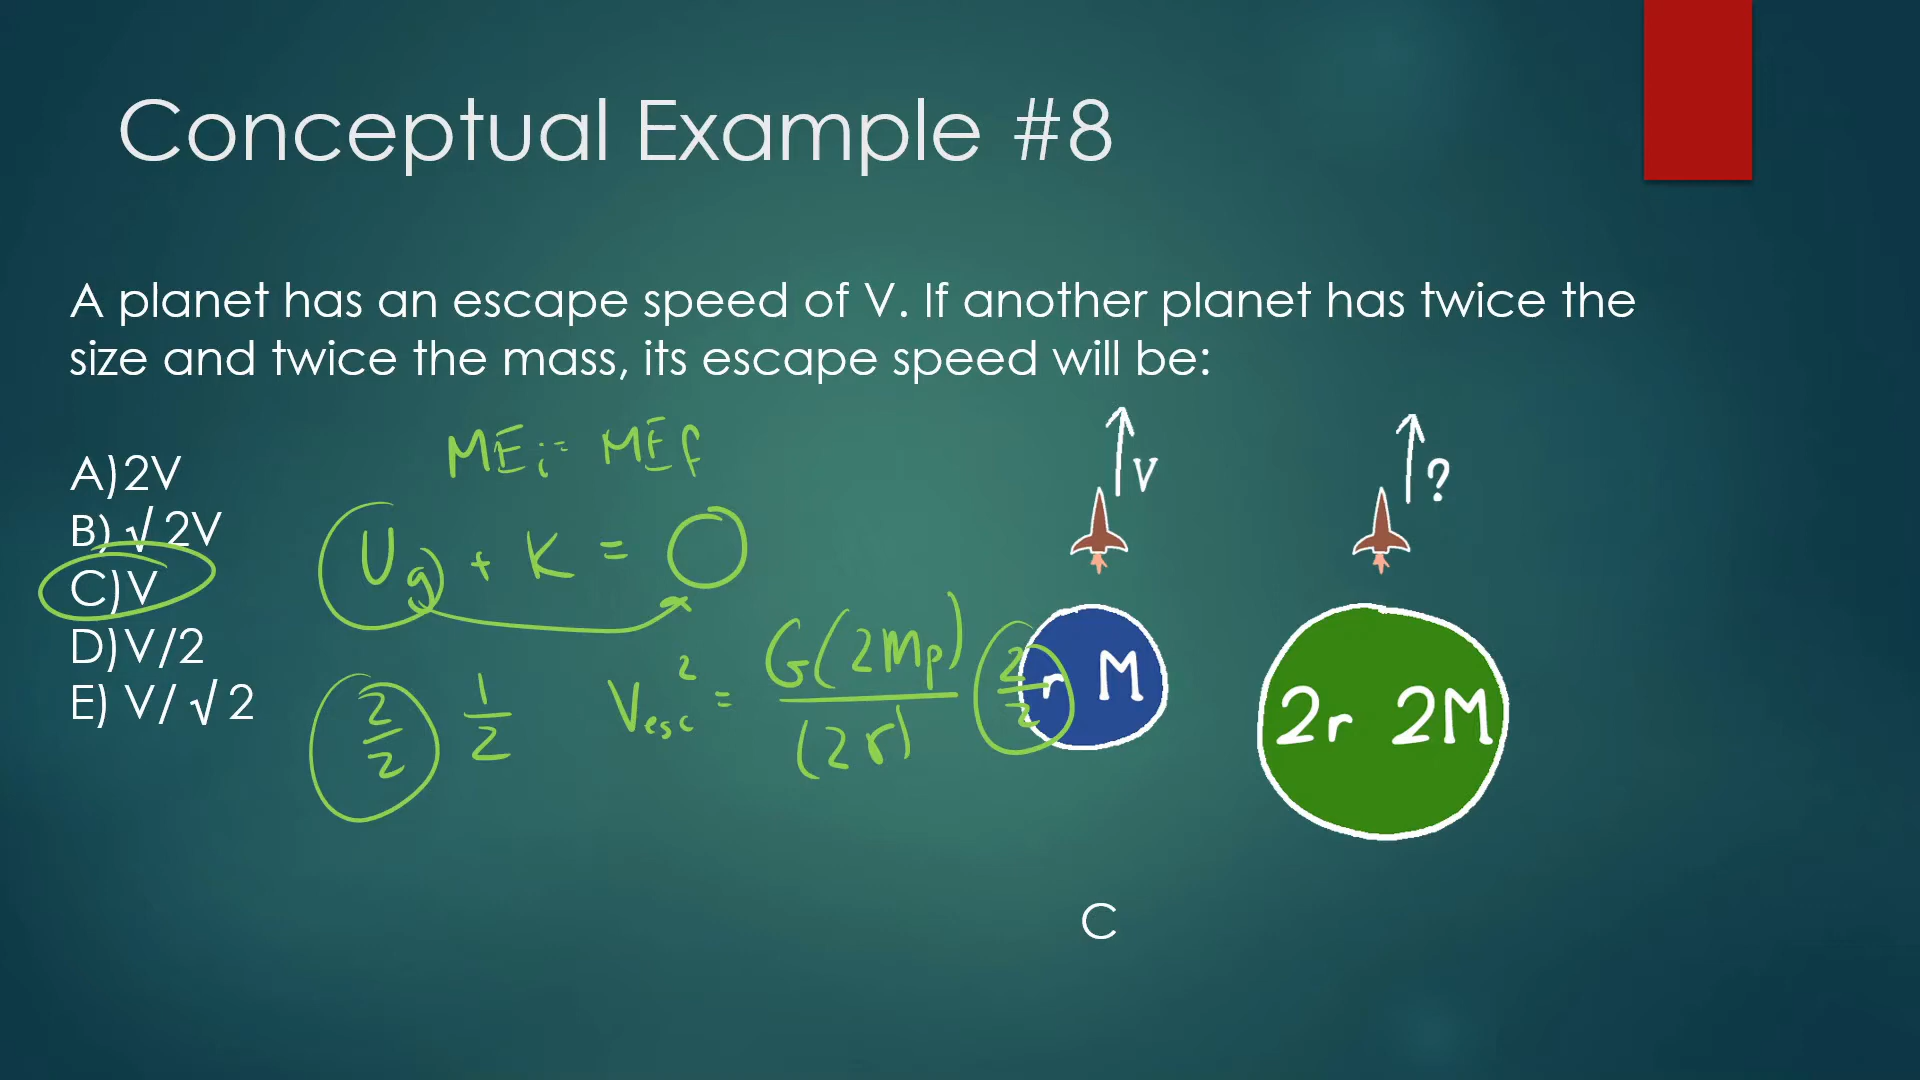 Conceptual Example #8
A planet has an escape speed of V. If another planet has twice the
size and twice the mass, its escape speed will be:
A)2V
B) √2V
C)V
D)V/2
E) V/ √2
MEi = MEf
Ug + K = 0
2/2 1/2
Vesc² = G(2Mp)/(2r) 2/2
V
?
r M
2r 2M
C